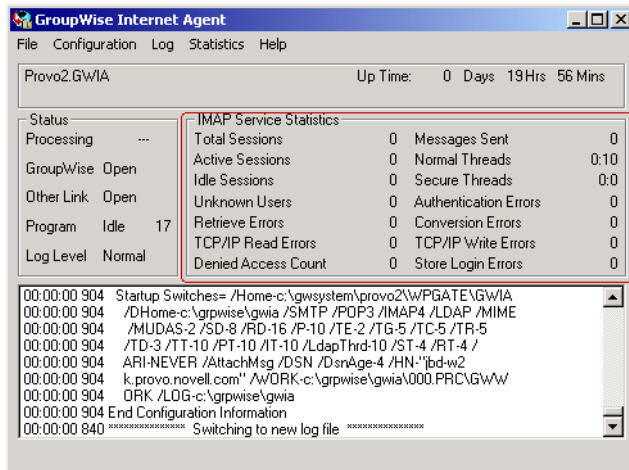 GroupWise Internet Agent
File Configuration Log Statistics Help
Provo2.GWIA Up Time: 0 Days 19 Hrs 56 Mins
Status
Processing ---
GroupWise Open
Other Link Open
Program Idle 17
Log Level Normal
IMAP Service Statistics
Total Sessions 0 Messages Sent 0
Active Sessions 0 Normal Threads 0:10
Idle Sessions 0 Secure Threads 0:0
Unknown Users 0 Authentication Errors 0
Retrieve Errors 0 Conversion Errors 0
TCP/IP Read Errors 0 TCP/IP Write Errors 0
Denied Access Count 0 Store Login Errors 0
00:00:00 904 Startup Switches= /Home-c:\gwsystem\provo2\WPGATE\GWIA
00:00:00 904 /DHome-c:\grpwise\gwia /SMTP /POP3 /IMAP4 /LDAP /MIME
00:00:00 904 /MUDAS-2 /SD-8 /RD-16 /P-10 /TE-2 /TG-5 /TC-5 /TR-5
00:00:00 904 /TD-3 /TT-10 /PT-10 /IT-10 /LdapThrd-10 /ST-4 /RT-4 /
00:00:00 904 ARI-NEVER /AttachMsg /DSN /DsnAge-4 /HN-"jbd-w2
00:00:00 904 k.provo.novell.com" /WORK-c:\grpwise\gwia\000.PRC\GWW
00:00:00 904 ORK /LOG-c:\grpwise\gwia
00:00:00 904 End Configuration Information
00:00:00 840 *************** Switching to new log file ***************